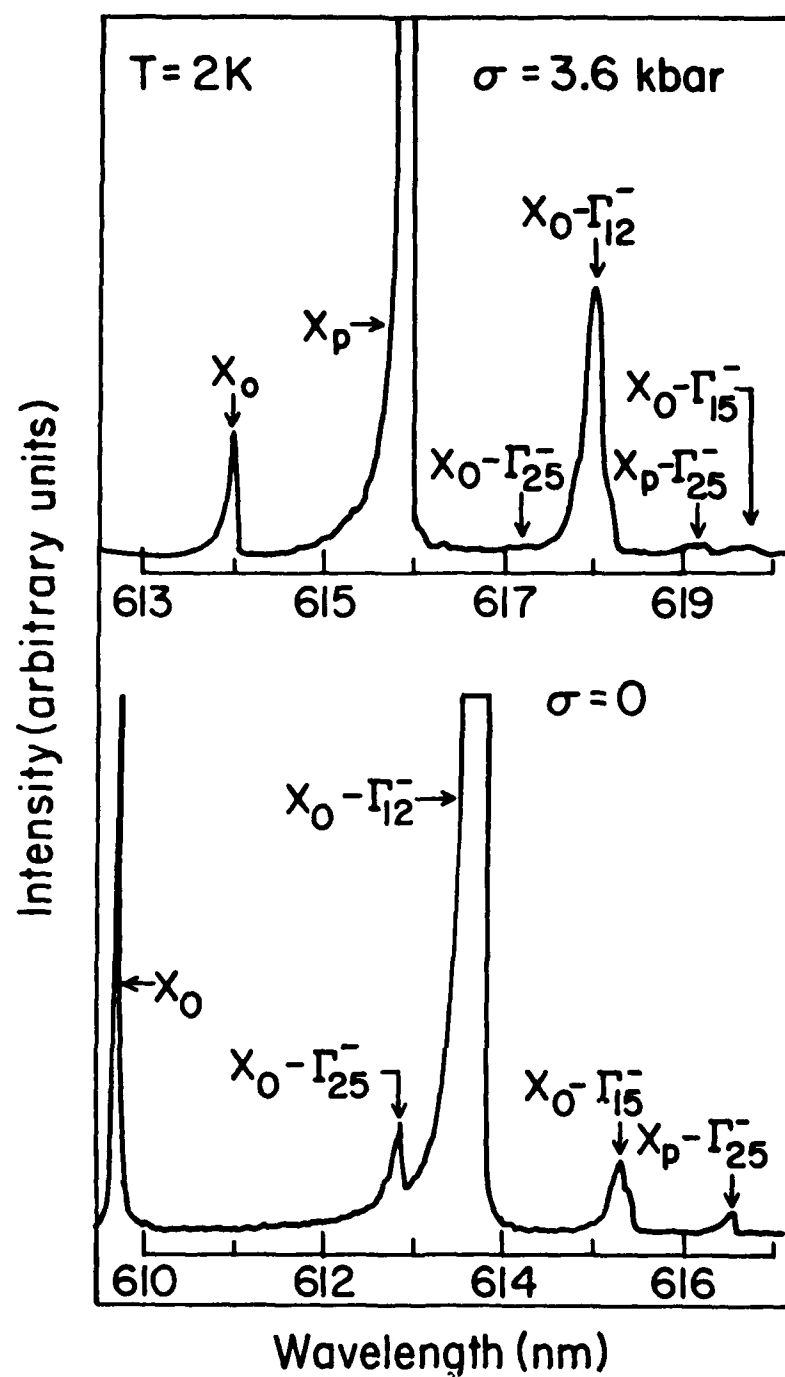 T = 2K
σ = 3.6 kbar
X₀-Γ₁₂⁻
Xₚ
X₀
X₀-Γ₁₅⁻
X₀-Γ₂₅⁻
Xₚ-Γ₂₅⁻
613 615 617 619
σ = 0
X₀-Γ₁₂⁻
X₀
X₀-Γ₂₅⁻
X₀-Γ₁₅⁻
Xₚ-Γ₂₅⁻
610 612 614 616
Wavelength (nm)
Intensity (arbitrary units)